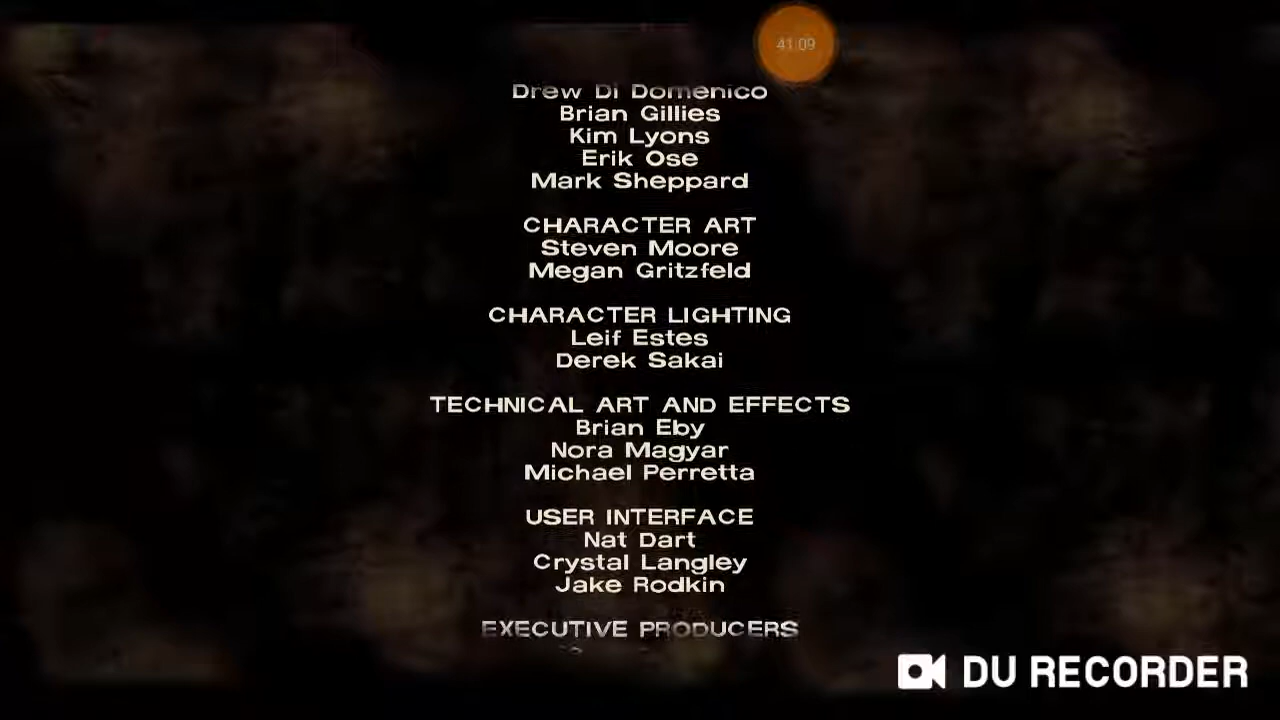 41:09
Drew Di Domenico
Brian Gillies
Kim Lyons
Erik Ose
Mark Sheppard
CHARACTER ART
Steven Moore
Megan Gritzfeld
CHARACTER LIGHTING
Leif Estes
Derek Sakai
TECHNICAL ART AND EFFECTS
Brian Eby
Nora Magyar
Michael Perretta
USER INTERFACE
Nat Dart
Crystal Langley
Jake Rodkin
EXECUTIVE PRODUCERS
DU RECORDER